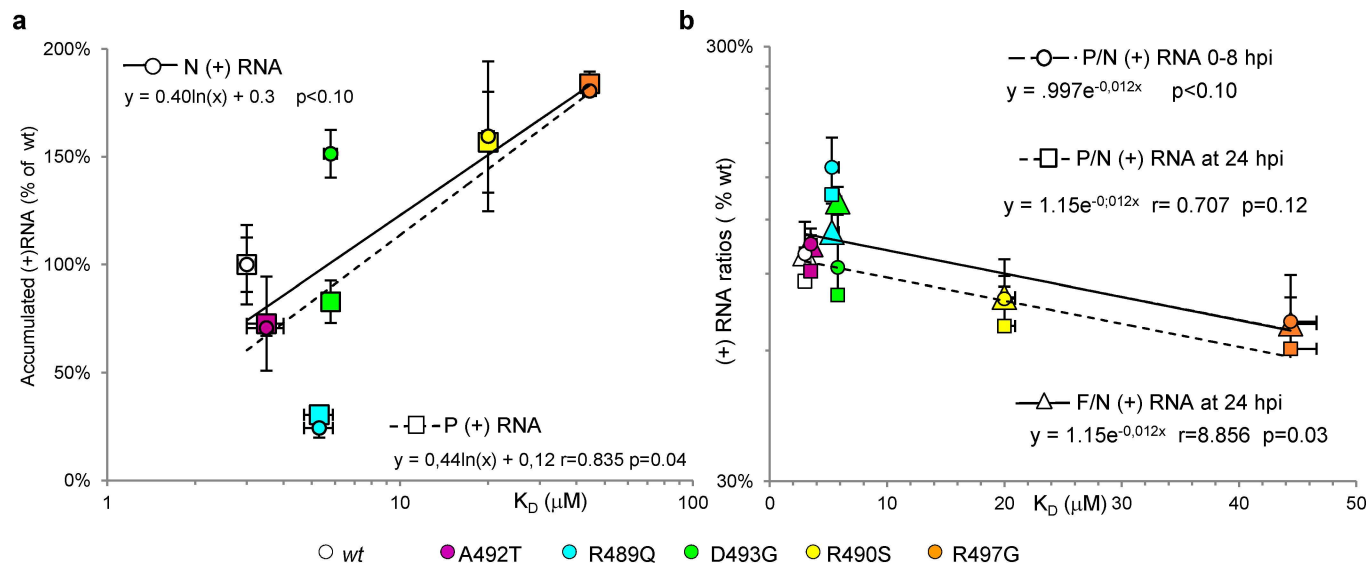 a
200%
150%
100%
50%
0%
Accumulated (+)RNA (% of wt)
N (+) RNA
y = 0.40ln(x) + 0.3 p<0.10
P (+) RNA
y = 0,44ln(x) + 0,12 r=0.835 p=0.04
1
10
100
K_D (µM)
b
300%
30%
(+) RNA ratios ( % wt)
P/N (+) RNA 0-8 hpi
y = .997e^-0,012x p<0.10
P/N (+) RNA at 24 hpi
y = 1.15e^-0;012x r= 0.707 p=0.12
F/N (+) RNA at 24 hpi
y = 1.15e^-0,012x r=8.856 p=0.03
0
10
20
30
40
50
K_D (µM)
wt
A492T
R489Q
D493G
R490S
R497G